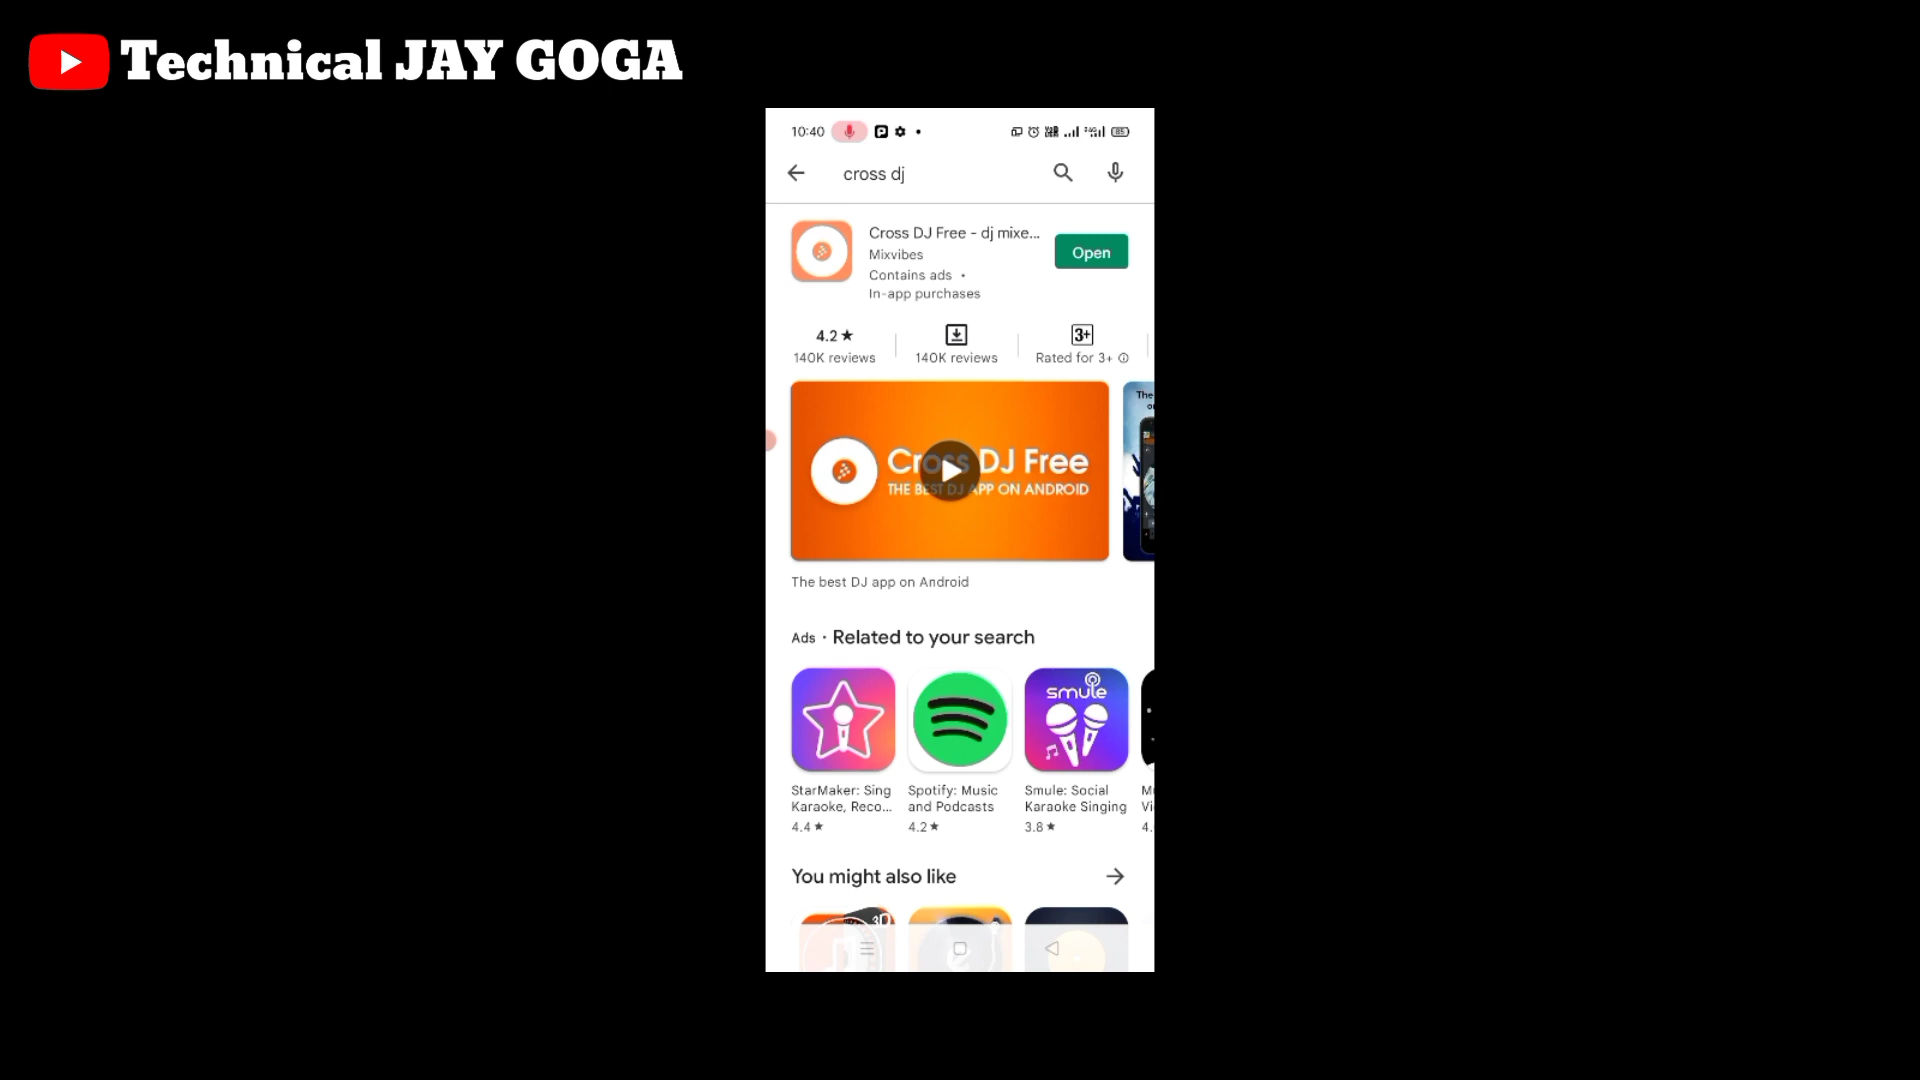 Technical JAY GOGA
10:40
cross dj
Cross DJ Free - dj mixe...
Mixvibes
Contains ads •
In-app purchases
Open
4.2★
140K reviews
140K reviews
3+
Rated for 3+
Cross DJ Free
THE BEST DJ APP ON ANDROID
The
The best DJ app on Android
Ads · Related to your search
smule
StarMaker: Sing
Karaoke, Reco...
4.4★
Spotify: Music
and Podcasts
4.2★
Smule: Social
Karaoke Singing
3.8★
4.
You might also like
3D